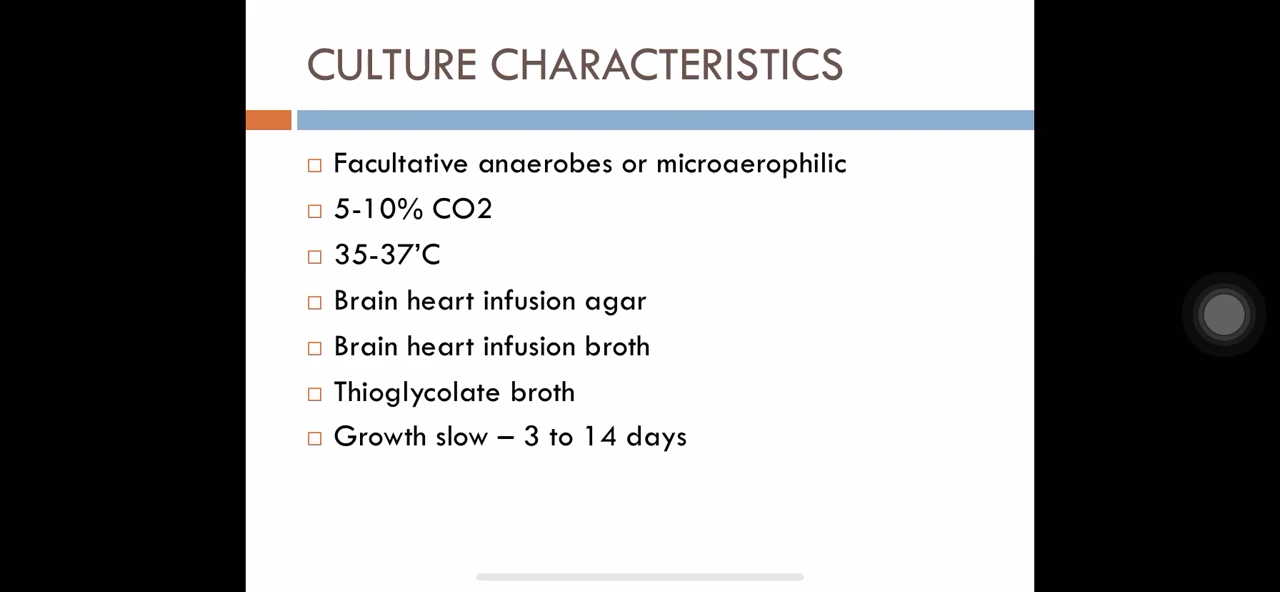 CULTURE CHARACTERISTICS
Facultative anaerobes or microaerophilic
5-10% CO2
35-37’C
Brain heart infusion agar
Brain heart infusion broth
Thioglycolate broth
Growth slow – 3 to 14 days